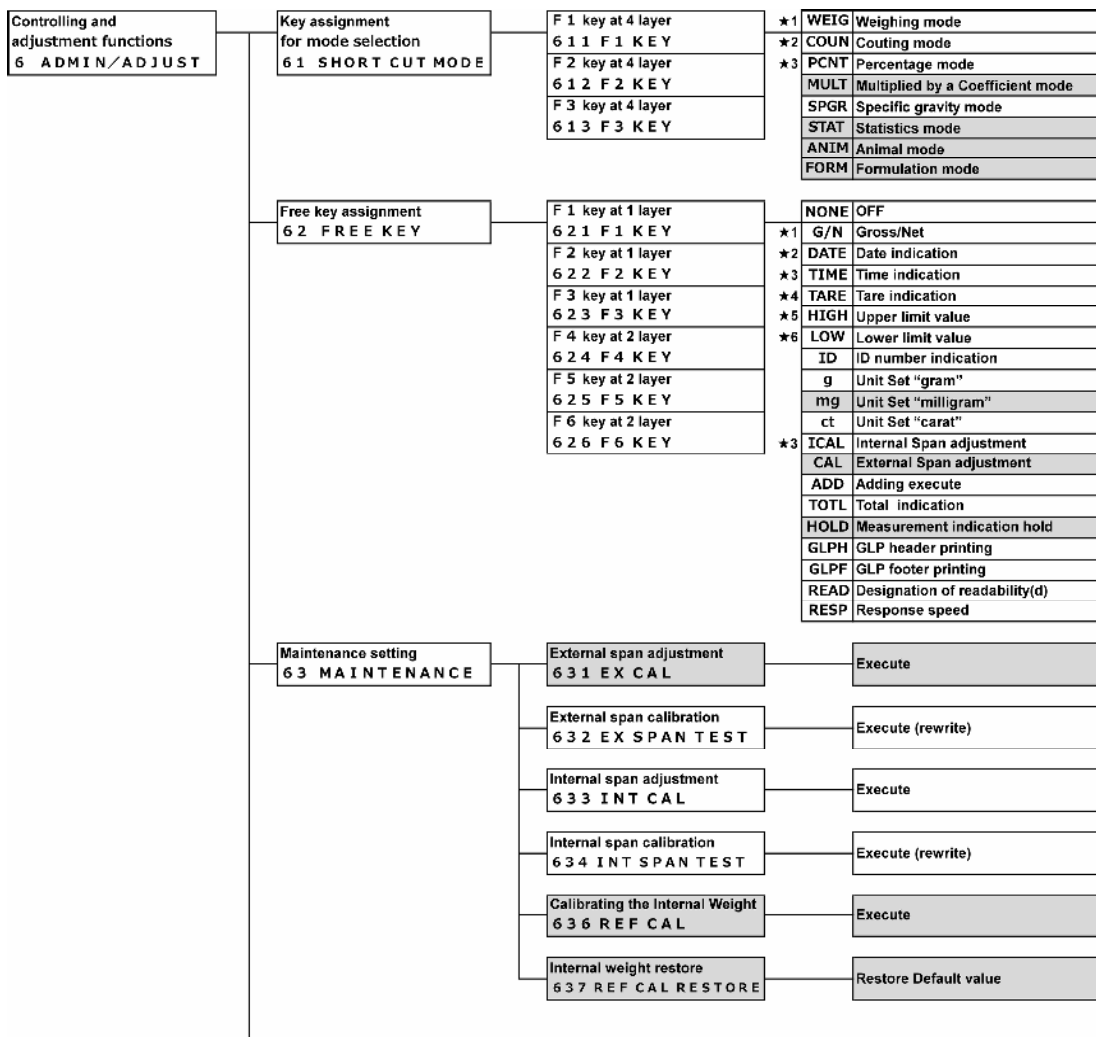 Controlling and
adjustment functions
6 ADMIN/ADJUST
Key assignment
for mode selection
61 SHORT CUT MODE
F 1 key at 4 layer
611 F1 KEY
F 2 key at 4 layer
612 F2 KEY
F 3 key at 4 layer
613 F3 KEY
★1 WEIG Weighing mode
★2 COUN Couting mode
★3 PCNT Percentage mode
MULT Multiplied by a Coefficient mode
SPGR Specific gravity mode
STAT Statistics mode
ANIM Animal mode
FORM Formulation mode
Free key assignment
62 FREE KEY
F 1 key at 1 layer
621 F1 KEY
F 2 key at 1 layer
622 F2 KEY
F 3 key at 1 layer
623 F3 KEY
F 4 key at 2 layer
624 F4 KEY
F 5 key at 2 layer
625 F5 KEY
F 6 key at 2 layer
626 F6 KEY
NONE OFF
★1 G/N Gross/Net
★2 DATE Date indication
★3 TIME Time indication
★4 TARE Tare indication
★5 HIGH Upper limit value
★6 LOW Lower limit value
ID ID number indication
g Unit Set “gram”
mg Unit Set “milligram”
ct Unit Set “carat”
★3 ICAL Internal Span adjustment
CAL External Span adjustment
ADD Adding execute
TOTL Total indication
HOLD Measurement indication hold
GLPH GLP header printing
GLPF GLP footer printing
READ Designation of readability(d)
RESP Response speed
Maintenance setting
63 MAINTENANCE
External span adjustment
631 EX CAL
Execute
External span calibration
632 EX SPAN TEST
Execute (rewrite)
Internal span adjustment
633 INT CAL
Execute
Internal span calibration
634 INT SPAN TEST
Execute (rewrite)
Calibrating the Internal Weight
636 REF CAL
Execute
Internal weight restore
637 REF CAL RESTORE
Restore Default value